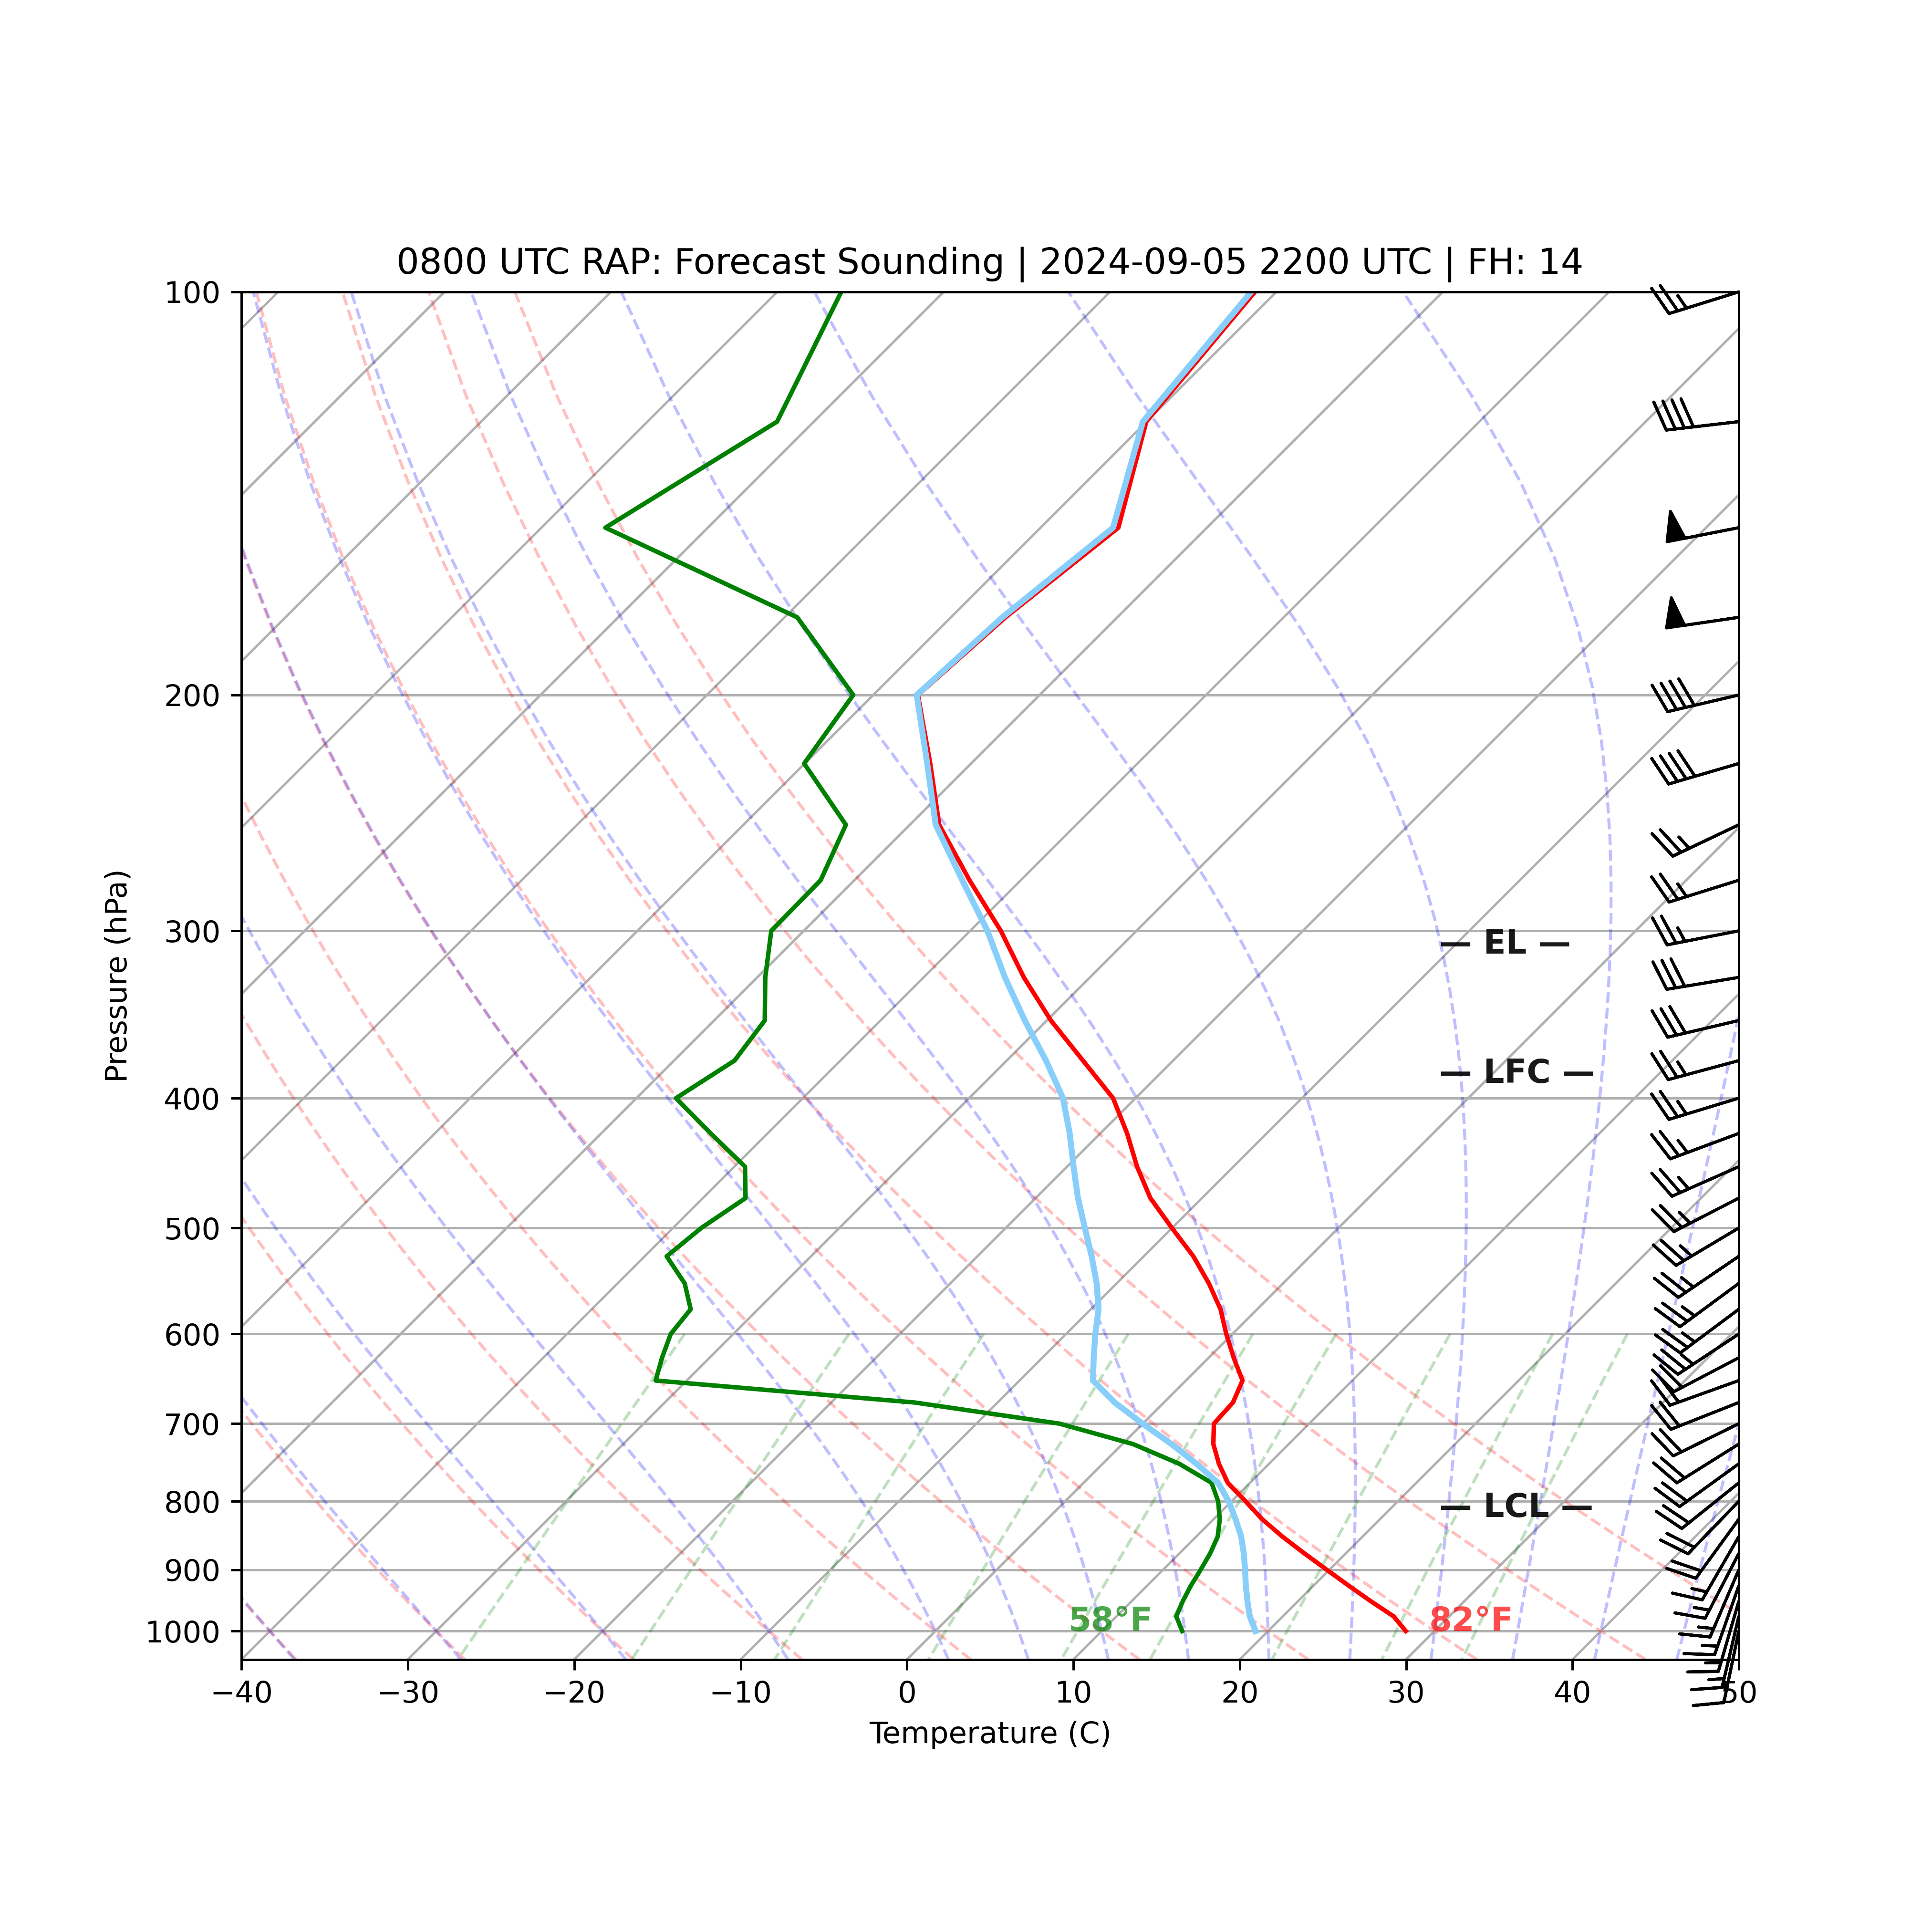 0800 UTC RAP: Forecast Sounding | 2024-09-05 2200 UTC | FH: 14
100
200
300
400
500
600
700
800
900
1000
Pressure (hPa)
— EL —
— LFC —
— LCL —
58°F
82°F
−40
−30
−20
−10
0
10
20
30
40
50
Temperature (C)